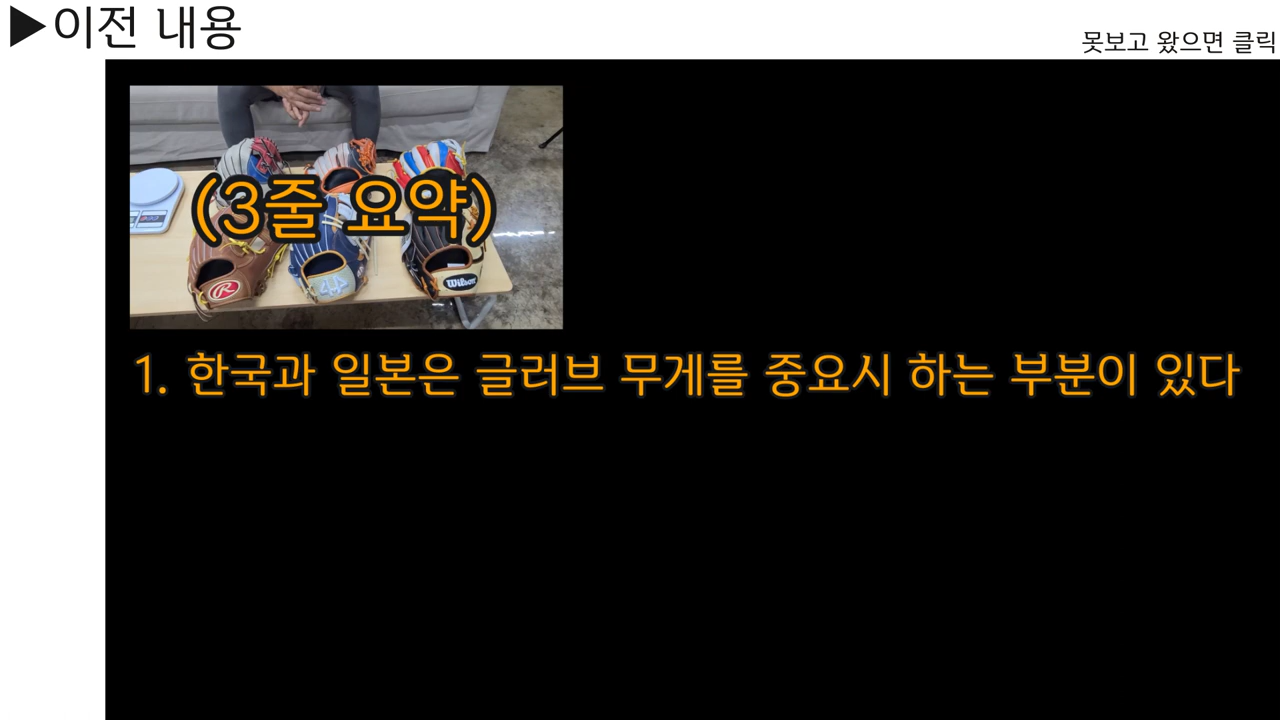 ▶이전 내용
못보고 왔으면 클릭
(3줄 요약)
R
Wilson
1. 한국과 일본은 글러브 무게를 중요시 하는 부분이 있다